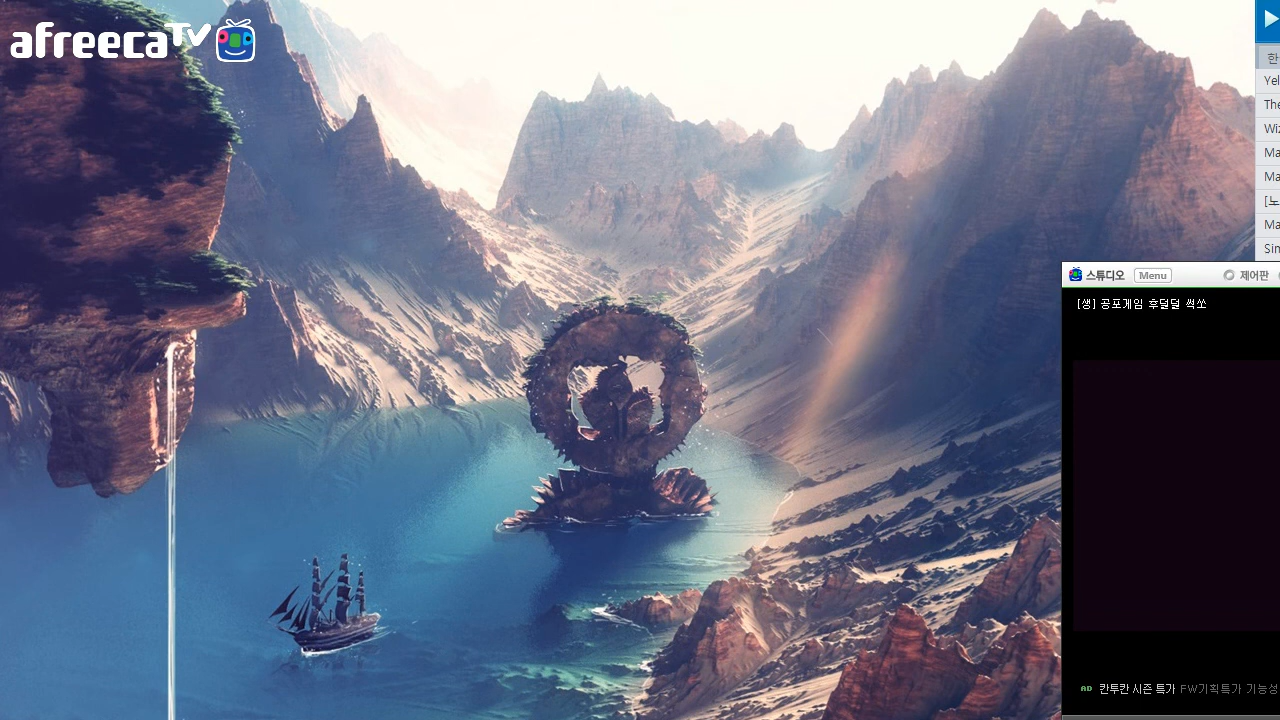 afreecaTV
한
Yel
The
Wiz
Ma
Ma
[노
Ma
Sin
스튜디오 Menu 제어판
[생] 공포게임 후덜덜 썩쏘
AD 칸투칸 시즌 특가 FW기획특가 기능성